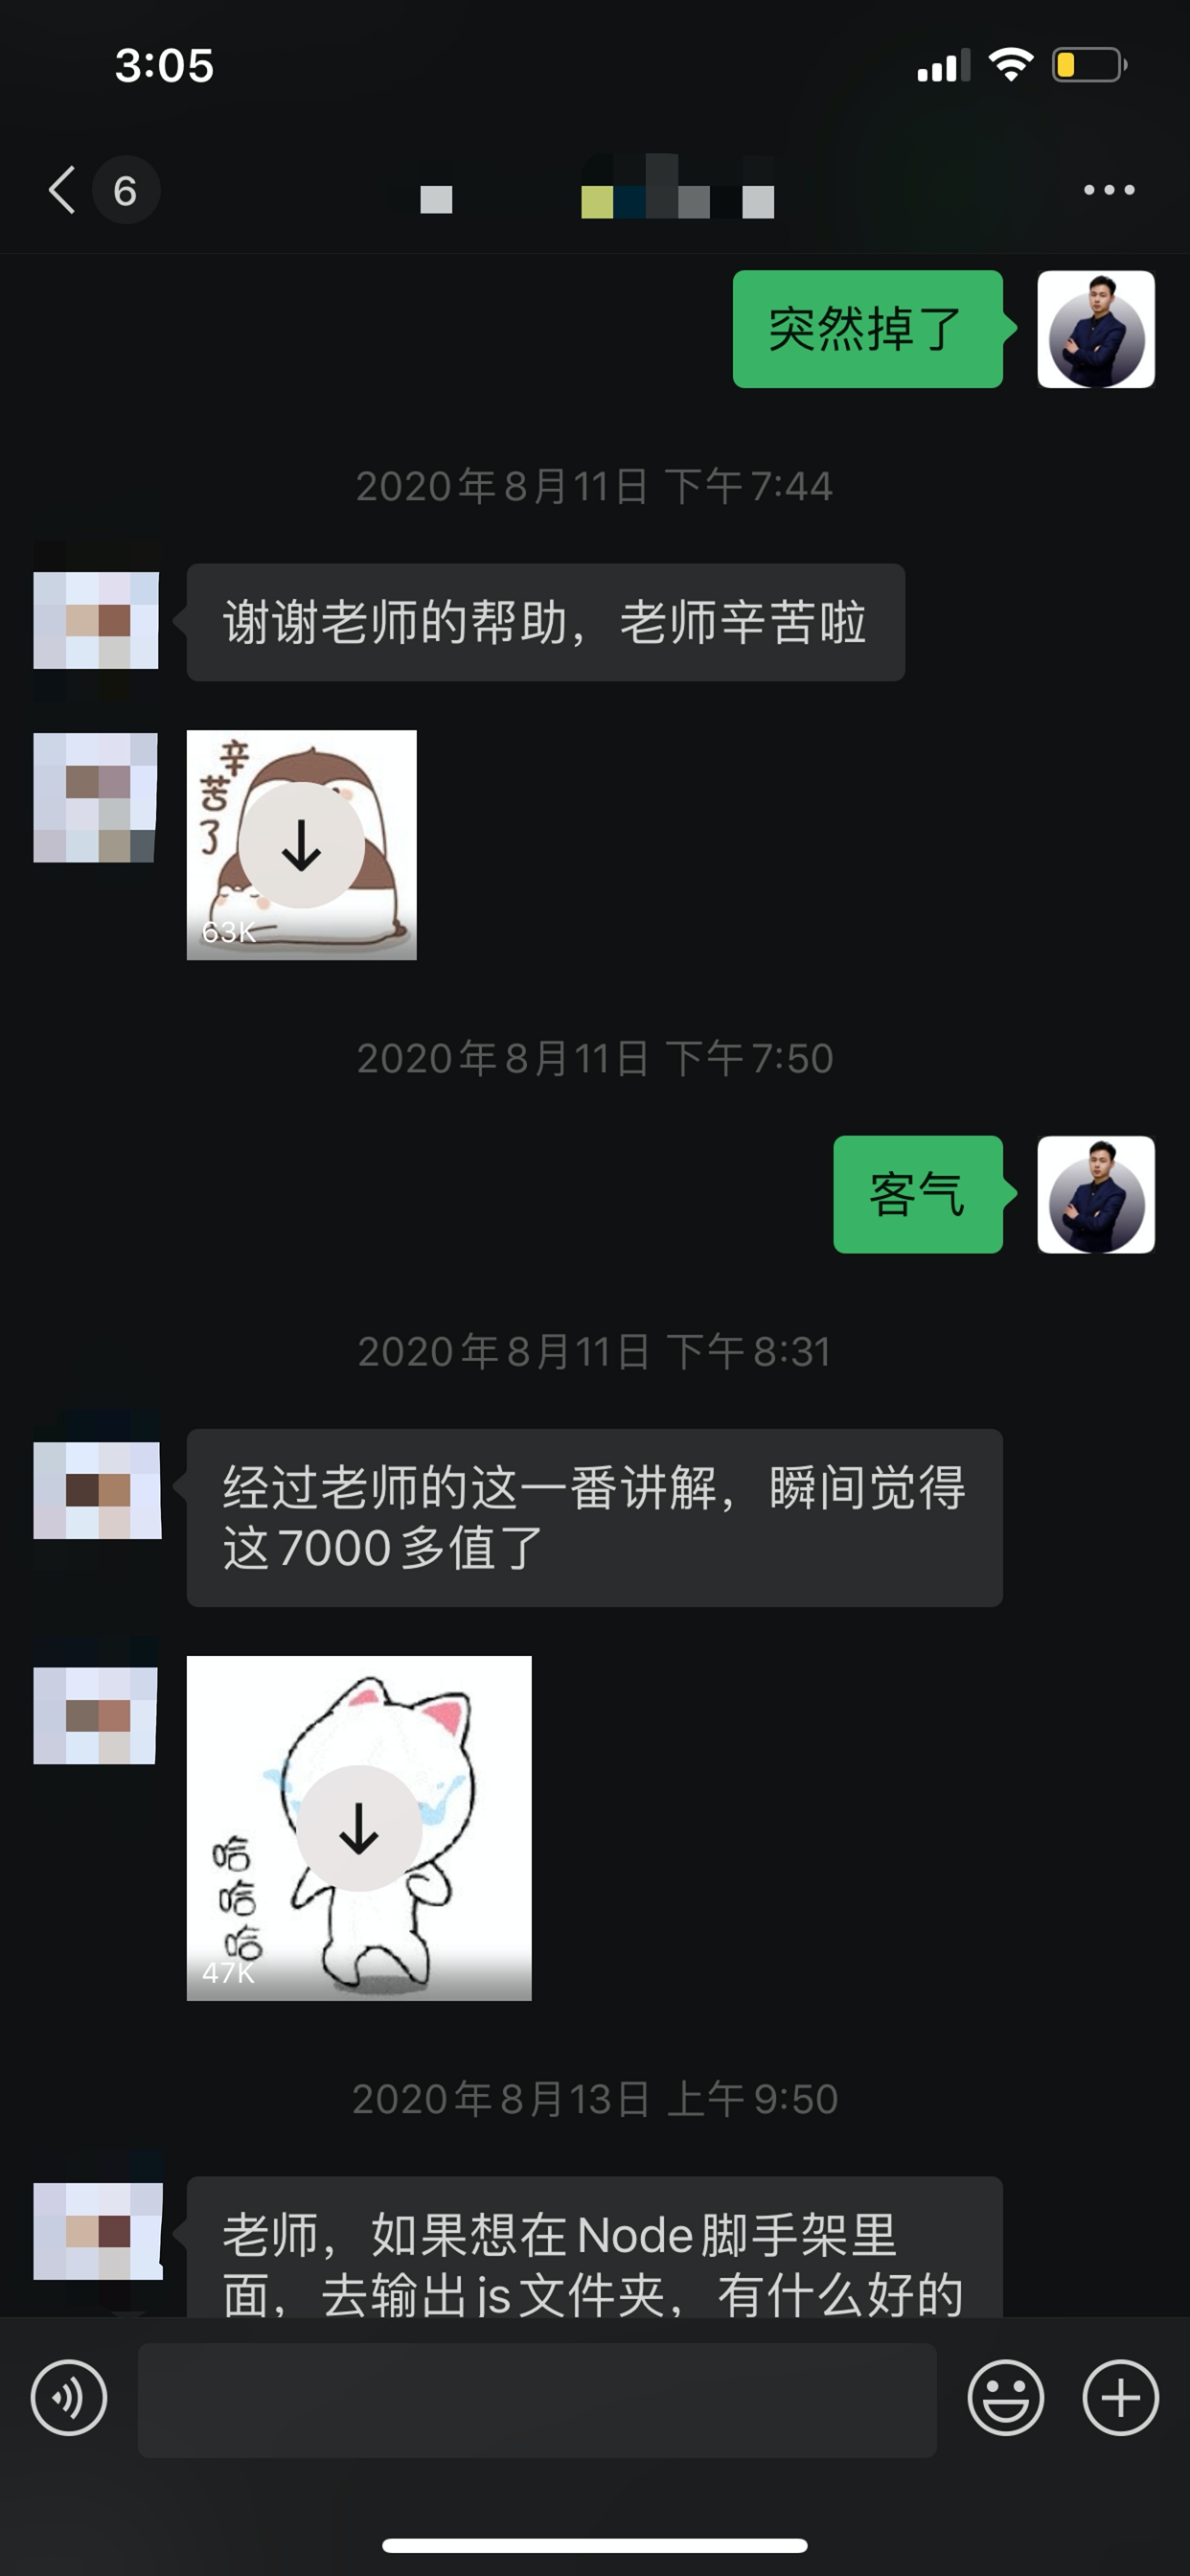 3:05
6
突然掉了
2020年8月11日 下午7:44
谢谢老师的帮助，老师辛苦啦
辛苦了
63K
2020年8月11日 下午7:50
客气
2020年8月11日 下午8:31
经过老师的这一番讲解，瞬间觉得
这7000多值了
哈
哈
哈
47K
2020年8月13日 上午9:50
老师，如果想在Node脚手架里
面，去输出js文件夹，有什么好的